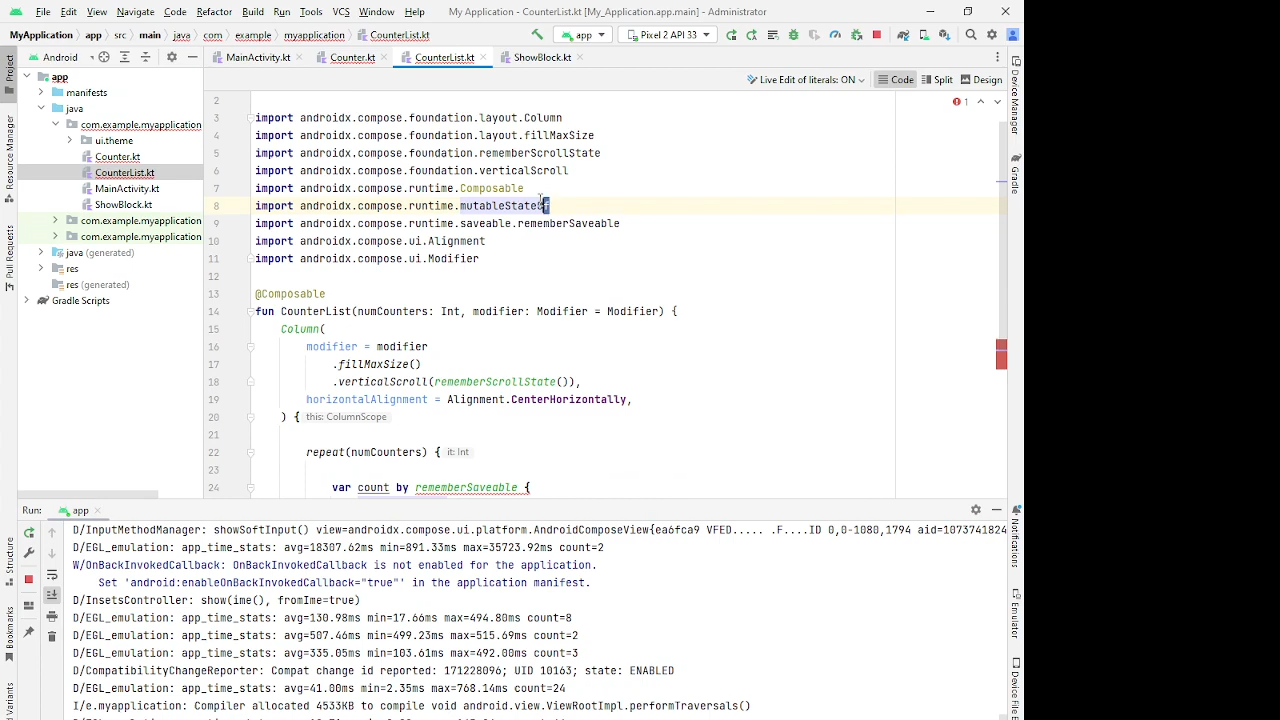 File Edit View Navigate Code Refactor Build Run Tools VCS Window Help My Application - CounterList.kt [My_Application.app.main] - Administrator
MyApplication app src main java com example myapplication CounterList.kt app Pixel 2 API 33
Android MainActivity.kt Counter.kt CounterList.kt ShowBlock.kt
Live Edit of literals: ON Code Split Design
Project
Resource Manager
Pull Requests
Structure
Bookmarks
Variants
app
manifests
java
com.example.myapplication
ui.theme
Counter.kt
CounterList.kt
MainActivity.kt
ShowBlock.kt
com.example.myapplication
com.example.myapplication
java (generated)
res
res (generated)
Gradle Scripts
1
2
3 import androidx.compose.foundation.layout.Column
4 import androidx.compose.foundation.layout.fillMaxSize
5 import androidx.compose.foundation.rememberScrollState
6 import androidx.compose.foundation.verticalScroll
7 import androidx.compose.runtime.Composable
8 import androidx.compose.runtime.mutableStateOf
9 import androidx.compose.runtime.saveable.rememberSaveable
10 import androidx.compose.ui.Alignment
11 import androidx.compose.ui.Modifier
12
13 @Composable
14 fun CounterList(numCounters: Int, modifier: Modifier = Modifier) {
15 Column(
16 modifier = modifier
17 .fillMaxSize()
18 .verticalScroll(rememberScrollState()),
19 horizontalAlignment = Alignment.CenterHorizontally,
20 ) { this: ColumnScope
21
22 repeat(numCounters) { it: Int
23
24 var count by rememberSaveable {
Device Manager
Gradle
Notifications
Emulator
Device File E
Run: app
D/InputMethodManager: showSoftInput() view=androidx.compose.ui.platform.AndroidComposeView{ea6fca9 VFED..... .F....ID 0,0-1080,1794 aid=1073741824
D/EGL_emulation: app_time_stats: avg=18307.62ms min=891.33ms max=35723.92ms count=2
W/OnBackInvokedCallback: OnBackInvokedCallback is not enabled for the application.
Set 'android:enableOnBackInvokedCallback="true"' in the application manifest.
D/InsetsController: show(ime(), fromIme=true)
D/EGL_emulation: app_time_stats: avg=130.98ms min=17.66ms max=494.80ms count=8
D/EGL_emulation: app_time_stats: avg=507.46ms min=499.23ms max=515.69ms count=2
D/EGL_emulation: app_time_stats: avg=335.05ms min=103.61ms max=492.00ms count=3
D/CompatibilityChangeReporter: Compat change id reported: 171228096; UID 10163; state: ENABLED
D/EGL_emulation: app_time_stats: avg=41.00ms min=2.35ms max=768.14ms count=24
I/e.myapplication: Compiler allocated 4533KB to compile void android.view.ViewRootImpl.performTraversals()